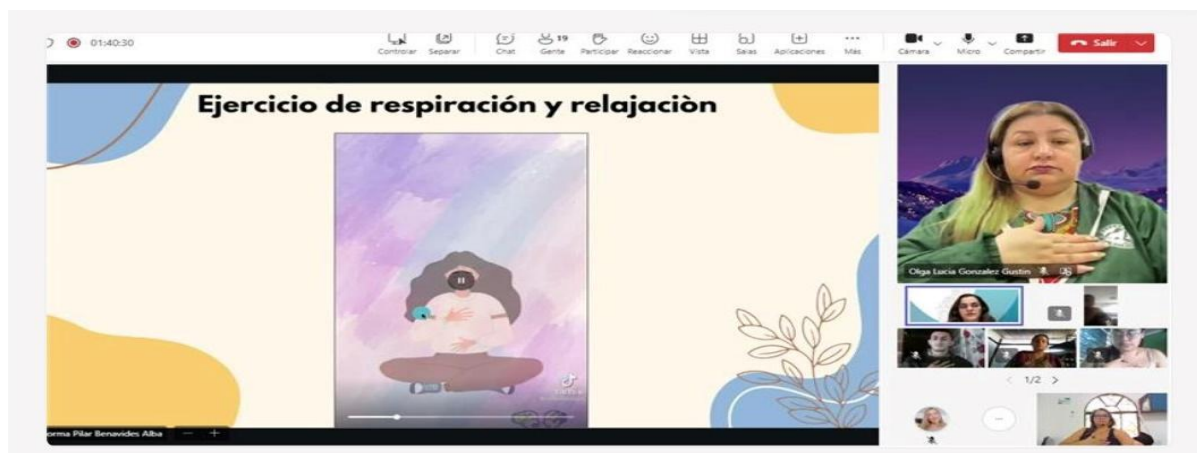 01:40:30
Controlar Separar Chat Gente 19 Participar Reaccionar Vista Salas Aplicaciones Más Cámara Micro Compartir Salir
Ejercicio de respiración y relajaciòn
Olga Lucia Gonzalez Gustin
1/2
orma Pilar Benavides Alba